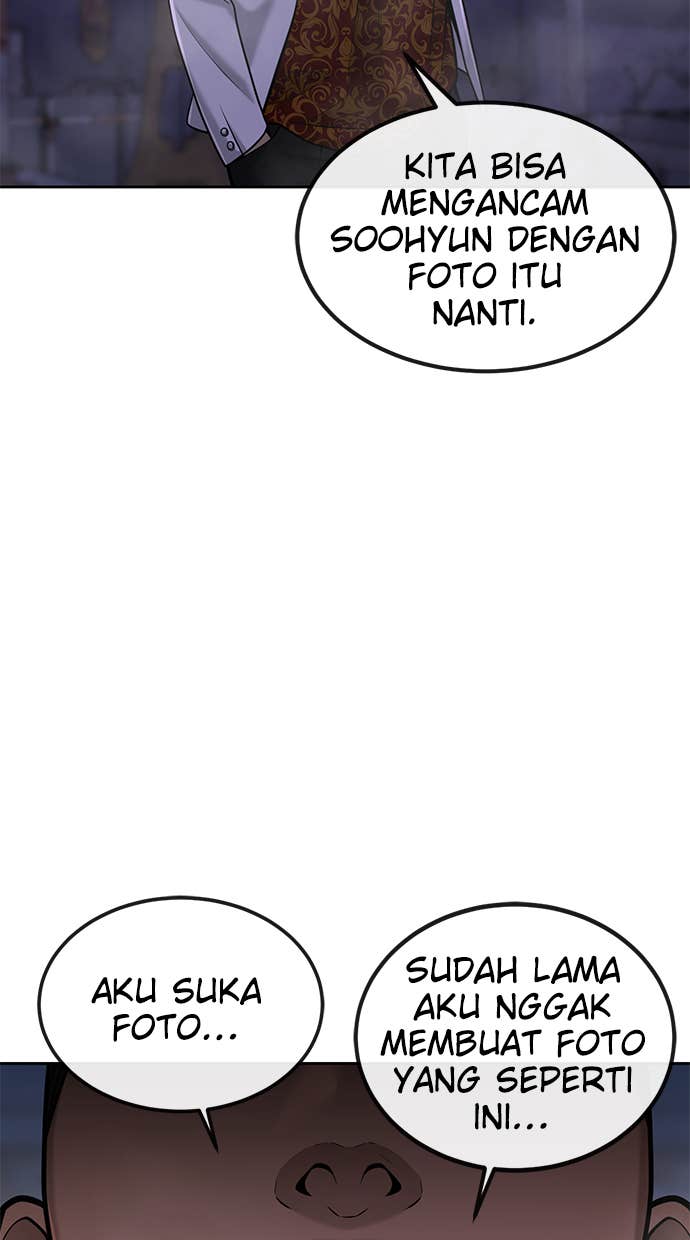 KITA BISA
MENGANCAM
SOOHYUN DENGAN
FOTO ITU
NANTI.
AKU SUKA
FOTO...
SUDAH LAMA
AKU NGGAK
MEMBUAT FOTO
YANG SEPERTI
INI...